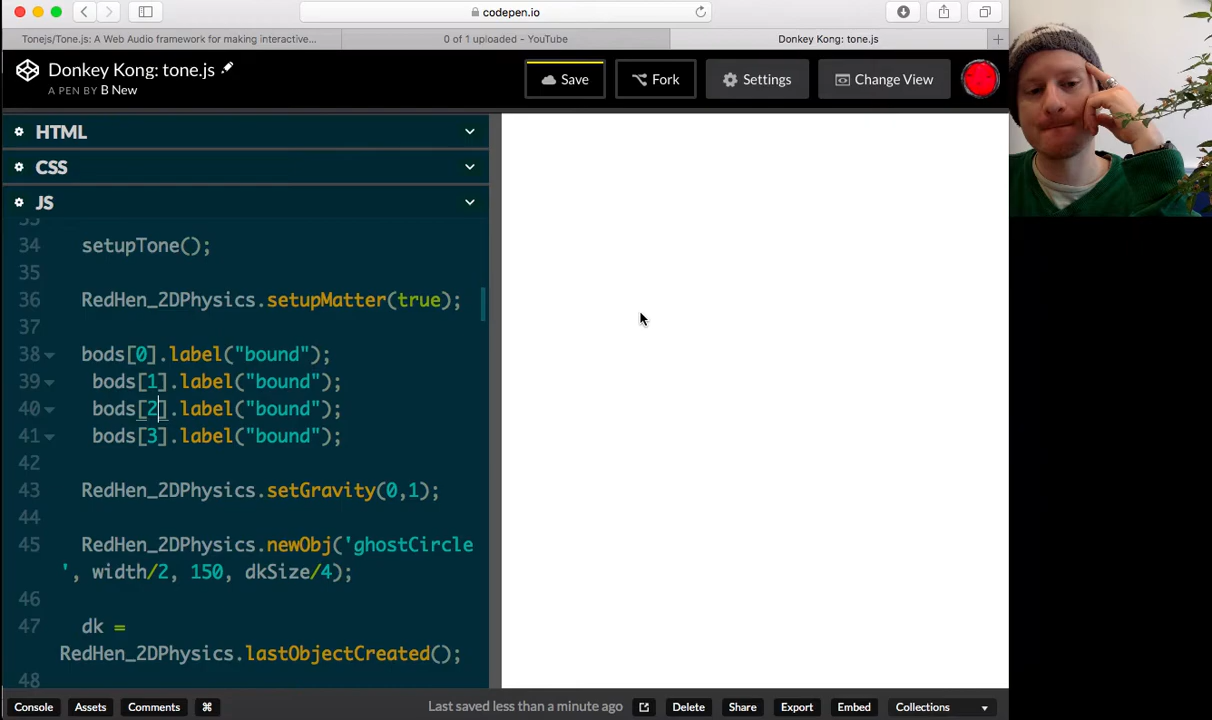 codepen.io
Tonejs/Tone.js: A Web Audio framework for making interactive...
0 of 1 uploaded - YouTube
Donkey Kong: tone.js
Donkey Kong: tone.js
A PEN BY B New
Save
Fork
Settings
Change View
HTML
CSS
JS
33
34 setupTone();
35
36 RedHen_2DPhysics.setupMatter(true);
37
38 bods[0].label("bound");
39 bods[1].label("bound");
40 bods[2].label("bound");
41 bods[3].label("bound");
42
43 RedHen_2DPhysics.setGravity(0,1);
44
45 RedHen_2DPhysics.newObj('ghostCircle
', width/2, 150, dkSize/4);
46
47 dk =
RedHen_2DPhysics.lastObjectCreated();
48
Console
Assets
Comments
⌘
Last saved less than a minute ago
Delete
Share
Export
Embed
Collections